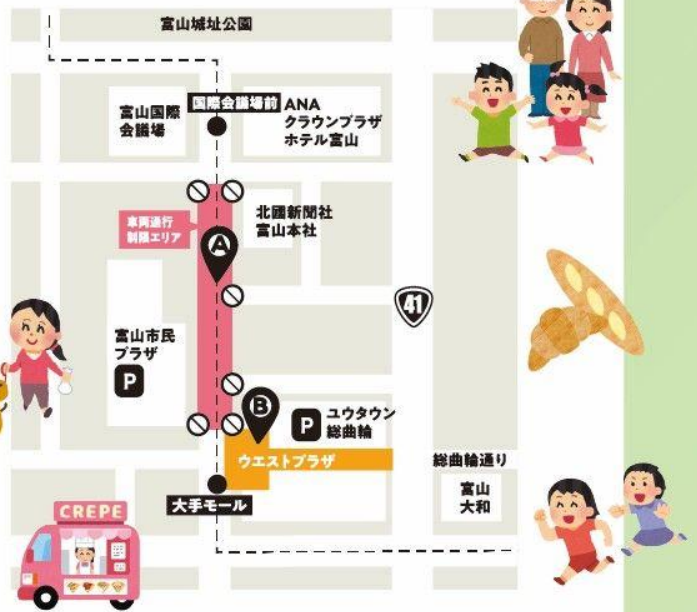 富山城址公園
富山国際
会議場
国際会議場前
ANA
クラウンプラザ
ホテル富山
車両通行
制限エリア
北國新聞社
富山本社
A
41
富山市民
プラザ
P
B
P
ユウタウン
総曲輪
ウエストプラザ
総曲輪通り
富山
大和
大手モール
CREPE